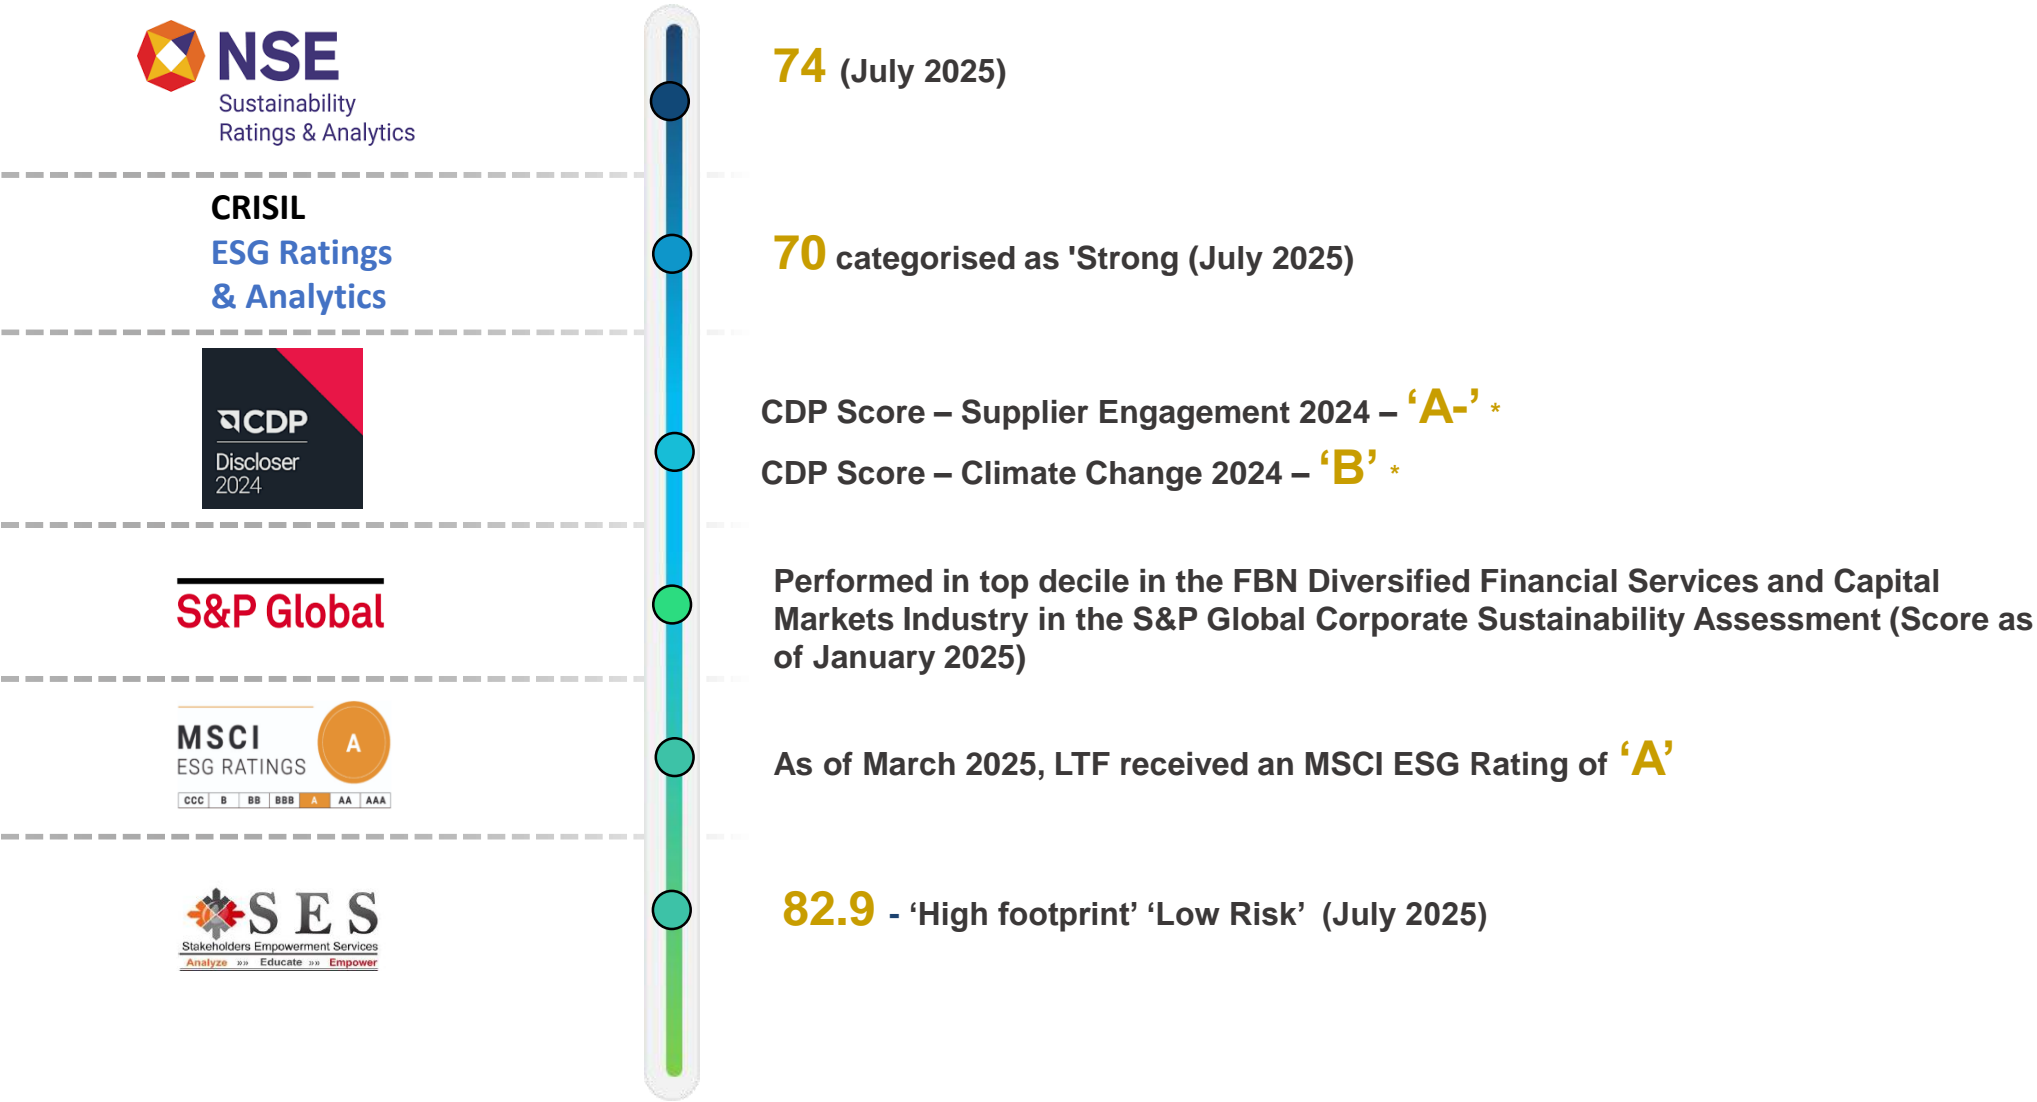 NSE
Sustainability
Ratings & Analytics
74 (July 2025)
CRISIL
ESG Ratings
& Analytics
70 categorised as 'Strong (July 2025)
CDP
Discloser
2024
CDP Score – Supplier Engagement 2024 – ‘A-’ *
CDP Score – Climate Change 2024 – ‘B’ *
S&P Global
Performed in top decile in the FBN Diversified Financial Services and Capital
Markets Industry in the S&P Global Corporate Sustainability Assessment (Score as
of January 2025)
MSCI
ESG RATINGS
A
CCC B BB BBB A AA AAA
As of March 2025, LTF received an MSCI ESG Rating of ‘A’
SES
Stakeholders Empowerment Services
Analyze »» Educate »» Empower
82.9 - ‘High footprint’ ‘Low Risk’ (July 2025)